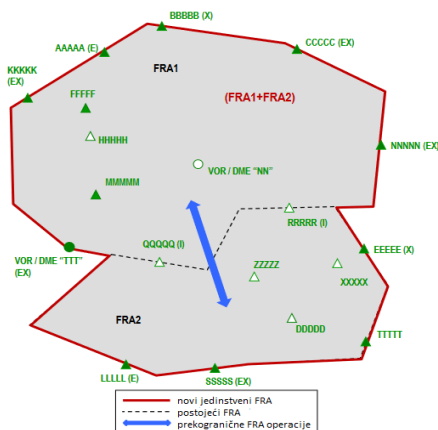 BBBBB (X)
AAAAA (E)
CCCCC (EX)
KKKKK
(EX)
FRA1
(FRA1+FRA2)
FFFFF
HHHHH
NNNNN (EX)
VOR / DME “NN”
MMMMM
RRRRR (I)
QQQQQ (I)
VOR / DME “TTT”
(EX)
EEEEE (X)
ZZZZZ
XXXXX
FRA2
DDDDD
TTTTT
LLLLL (E)
SSSSS (EX)
novi jedinstveni FRA
postojeći FRA
prekogranične FRA operacije